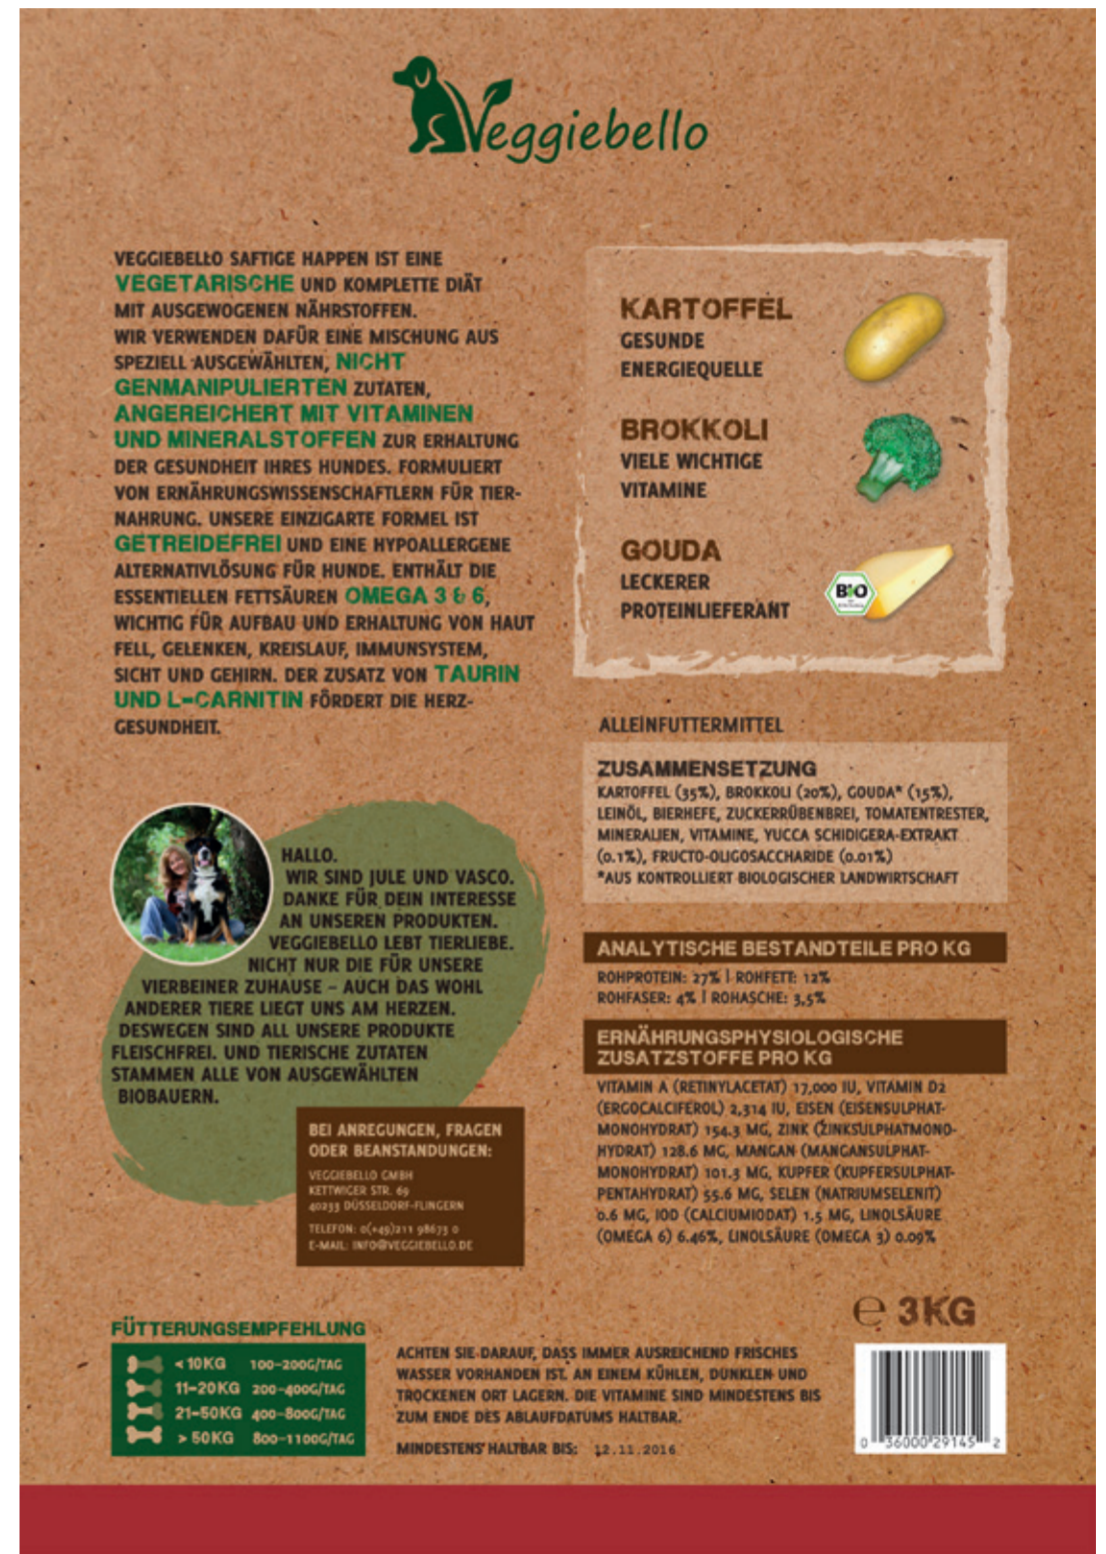 Veggiebello
VEGGIEBELLO SAFTIGE HAPPEN IST EINE
VEGETARISCHE UND KOMPLETTE DIÄT
MIT AUSGEWOGENEN NÄHRSTOFFEN.
WIR VERWENDEN DAFÜR EINE MISCHUNG AUS
SPEZIELL AUSGEWÄHLTEN, NICHT
GENMANIPULIERTEN ZUTATEN,
ANGEREICHERT MIT VITAMINEN
UND MINERALSTOFFEN ZUR ERHALTUNG
DER GESUNDHEIT IHRES HUNDES. FORMULIERT
VON ERNÄHRUNGSWISSENSCHAFTLERN FÜR TIER-
NAHRUNG. UNSERE EINZIGARTE FORMEL IST
GETREIDEFREI UND EINE HYPOALLERGENE
ALTERNATIVLÖSUNG FÜR HUNDE. ENTHÄLT DIE
ESSENTIELLEN FETTSÄUREN OMEGA 3 & 6,
WICHTIG FÜR AUFBAU UND ERHALTUNG VON HAUT
FELL, GELENKEN, KREISLAUF, IMMUNSYSTEM,
SICHT UND GEHIRN. DER ZUSATZ VON TAURIN
UND L-CARNITIN FÖRDERT DIE HERZ-
GESUNDHEIT.
KARTOFFEL
GESUNDE
ENERGIEQUELLE
BROKKOLI
VIELE WICHTIGE
VITAMINE
GOUDA
LECKERER
PROTEINLIEFERANT
BIO
ALLEINFUTTERMITTEL
ZUSAMMENSETZUNG
KARTOFFEL (35%), BROKKOLI (20%), GOUDA* (15%),
LEINÖL, BIERHEFE, ZUCKERRÜBENBREI, TOMATENTRESTER,
MINERALIEN, VITAMINE, YUCCA SCHIDIGERA-EXTRAKT
(0.1%), FRUCTO-OLIGOSACCHARIDE (0.01%)
*AUS KONTROLLIERT BIOLOGISCHER LANDWIRTSCHAFT
HALLO.
WIR SIND JULE UND VASCO.
DANKE FÜR DEIN INTERESSE
AN UNSEREN PRODUKTEN.
VEGGIEBELLO LEBT TIERLIEBE.
NICHT NUR DIE FÜR UNSERE
VIERBEINER ZUHAUSE – AUCH DAS WOHL
ANDERER TIERE LIEGT UNS AM HERZEN.
DESWEGEN SIND ALL UNSERE PRODUKTE
FLEISCHFREI. UND TIERISCHE ZUTATEN
STAMMEN ALLE VON AUSGEWÄHLTEN
BIOBAUERN.
BEI ANREGUNGEN, FRAGEN
ODER BEANSTANDUNGEN:
VEGGIEBELLO GMBH
KETTWIGER STR. 69
40233 DÜSSELDORF-FLINGERN
TELEFON: 0(+49)211 98673 0
E-MAIL: INFO@VEGGIEBELLO.DE
ANALYTISCHE BESTANDTEILE PRO KG
ROHPROTEIN: 27% | ROHFETT: 12%
ROHFASER: 4% | ROHASCHE: 3,5%
ERNÄHRUNGSPHYSIOLOGISCHE
ZUSATZSTOFFE PRO KG
VITAMIN A (RETINYLACETAT) 17,000 IU, VITAMIN D2
(ERGOCALCIFEROL) 2,314 IU, EISEN (EISENSULPHAT-
MONOHYDRAT) 154.3 MG, ZINK (ZINKSULPHATMONO-
HYDRAT) 128.6 MG, MANGAN (MANGANSULPHAT-
MONOHYDRAT) 101.3 MG, KUPFER (KUPFERSULPHAT-
PENTAHYDRAT) 55.6 MG, SELEN (NATRIUMSELENIT)
0.6 MG, IOD (CALCIUMIODAT) 1.5 MG, LINOLSÄURE
(OMEGA 6) 6.46%, LINOLSÄURE (OMEGA 3) 0.09%
℮ 3KG
FÜTTERUNGSEMPFEHLUNG
< 10KG 100-200G/TAG
11-20KG 200-400G/TAG
21-50KG 400-800G/TAG
> 50KG 800-1100G/TAG
ACHTEN SIE DARAUF, DASS IMMER AUSREICHEND FRISCHES
WASSER VORHANDEN IST. AN EINEM KÜHLEN, DUNKLEN UND
TROCKENEN ORT LAGERN. DIE VITAMINE SIND MINDESTENS BIS
ZUM ENDE DES ABLAUFDATUMS HALTBAR.
MINDESTENS HALTBAR BIS: 12.11.2016
0 36000 29145 2